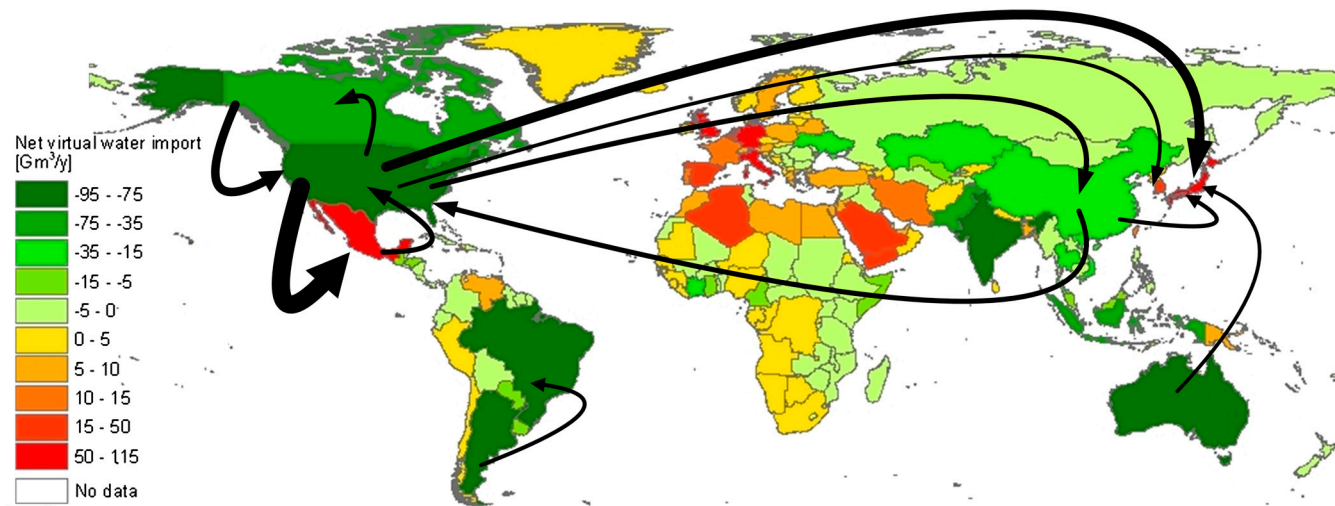 Net virtual water import
[Gm³/y]
-95 - -75
-75 - -35
-35 - -15
-15 - -5
-5 - 0
0 - 5
5 - 10
10 - 15
15 - 50
50 - 115
No data